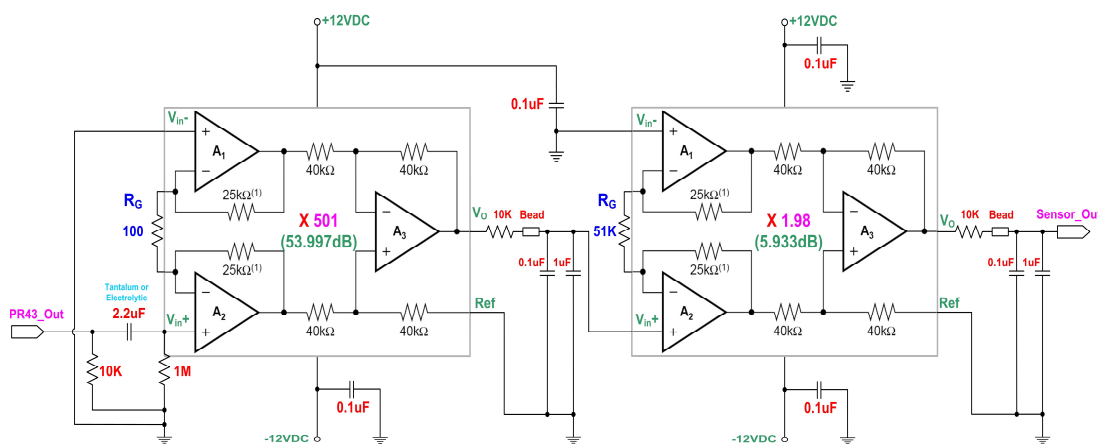 +12VDC
+12VDC
0.1uF
0.1uF
Vin-
A1
40kΩ
40kΩ
25kΩ(1)
RG
100
X 501
(53.997dB)
A3
VO
10K
Bead
25kΩ(1)
0.1uF
1uF
Tantalum or
Electrolytic
2.2uF
PR43_Out
Vin+
A2
40kΩ
40kΩ
Ref
10K
1M
0.1uF
-12VDC
Vin-
A1
40kΩ
40kΩ
25kΩ(1)
RG
51K
X 1.98
(5.933dB)
A3
VO
10K
Bead
Sensor_Ou
25kΩ(1)
0.1uF
1uF
Vin+
A2
40kΩ
40kΩ
Ref
0.1uF
-12VDC